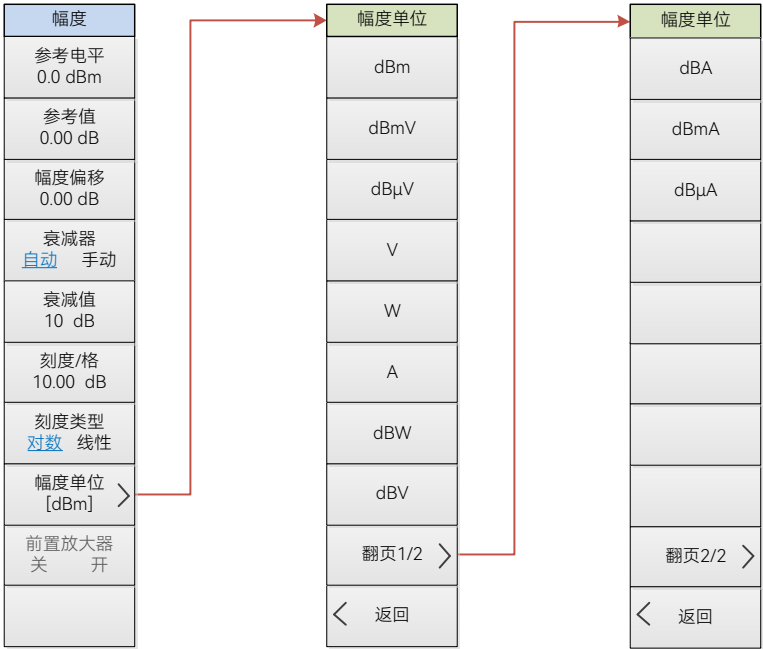 幅度
参考电平
0.0 dBm
参考值
0.00 dB
幅度偏移
0.00 dB
衰减器
自动 手动
衰减值
10 dB
刻度/格
10.00 dB
刻度类型
对数 线性
幅度单位
[dBm]
前置放大器
关 开
幅度单位
dBm
dBmV
dBμV
V
W
A
dBW
dBV
翻页1/2
返回
幅度单位
dBA
dBmA
dBμA
翻页2/2
返回